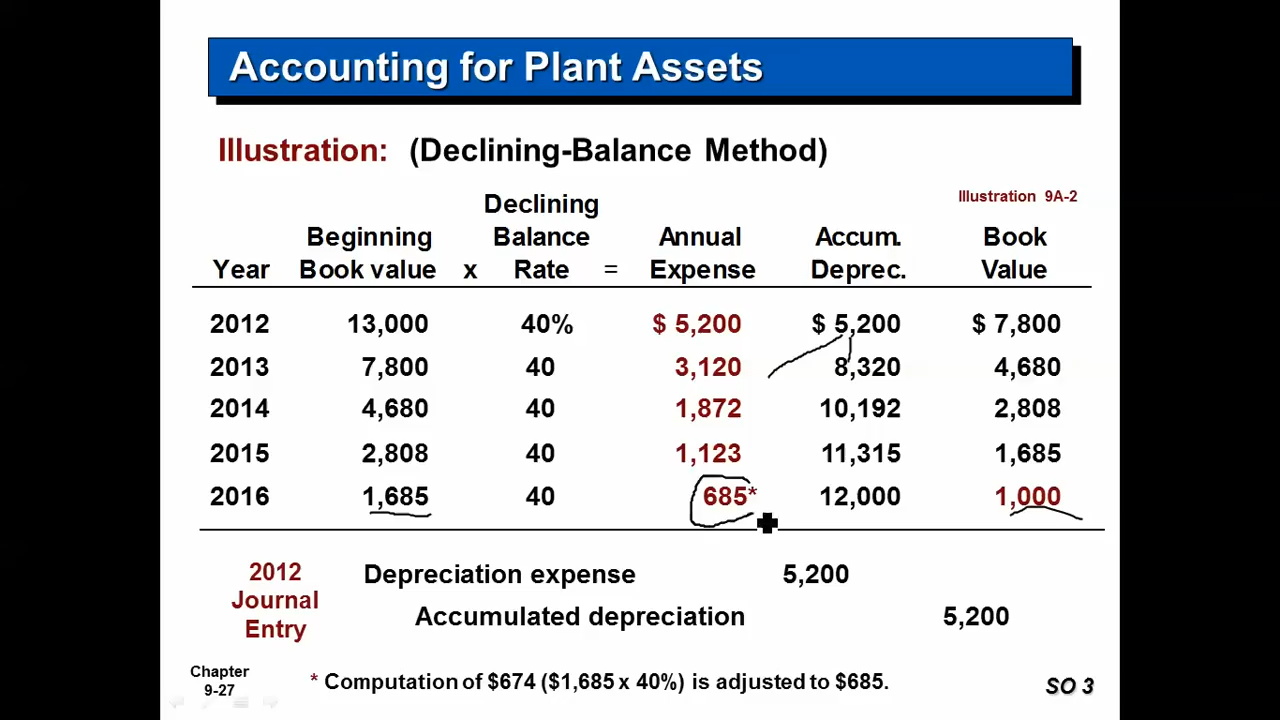 Accounting for Plant Assets
Illustration: (Declining-Balance Method)
Illustration 9A-2
Declining
Beginning Balance Annual Accum. Book
Year Book value x Rate = Expense Deprec. Value
2012 13,000 40% $ 5,200 $ 5,200 $ 7,800
2013 7,800 40 3,120 8,320 4,680
2014 4,680 40 1,872 10,192 2,808
2015 2,808 40 1,123 11,315 1,685
2016 1,685 40 685* 12,000 1,000
2012 Depreciation expense 5,200
Journal
Accumulated depreciation 5,200
Entry
Chapter
9-27
* Computation of $674 ($1,685 x 40%) is adjusted to $685.
SO 3